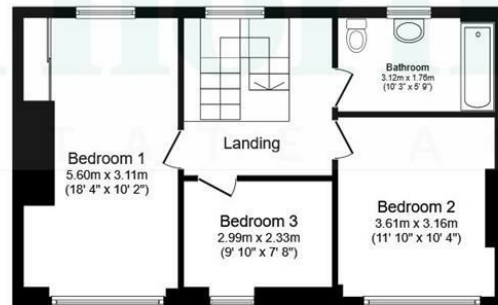 Bathroom
3.12m x 1.76m
(10' 3" x 5' 9")
Landing
Bedroom 1
5.60m x 3.11m
(18' 4" x 10' 2")
Bedroom 3
2.99m x 2.33m
(9' 10" x 7' 8")
Bedroom 2
3.61m x 3.16m
(11' 10" x 10' 4")